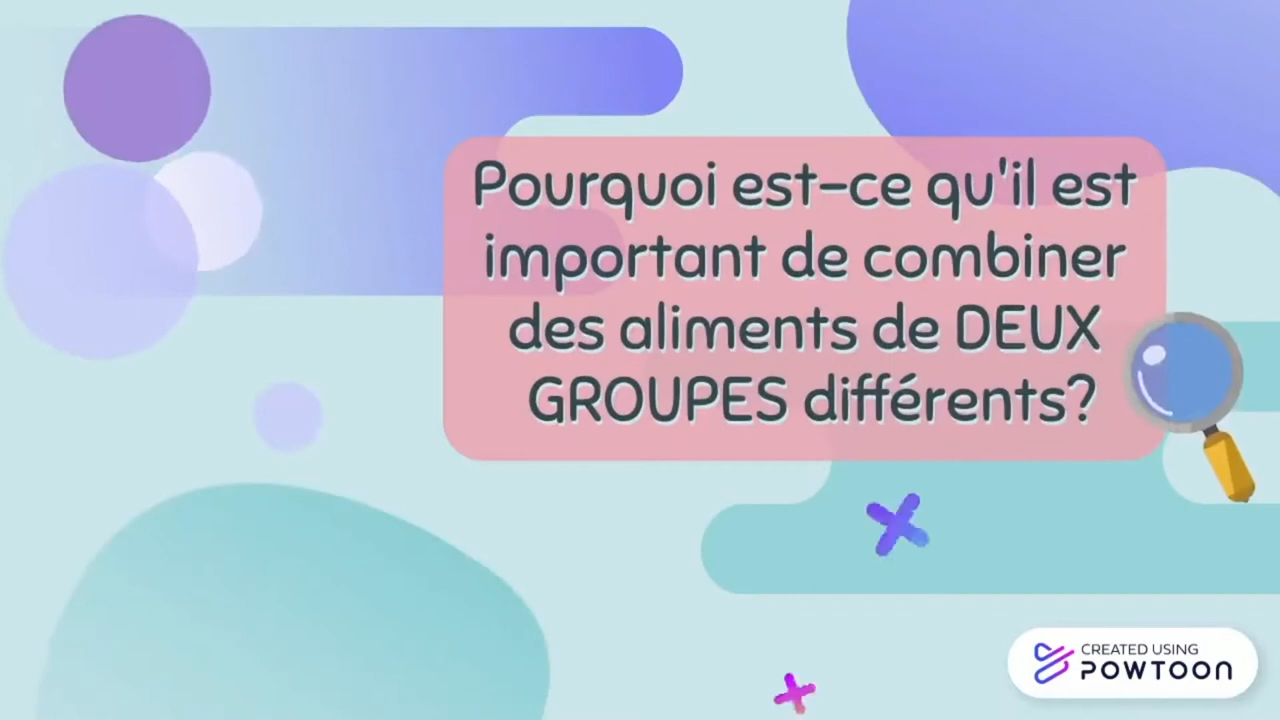 Pourquoi est-ce qu'il est
important de combiner
des aliments de DEUX
GROUPES différents?
CREATED USING
POWTOON